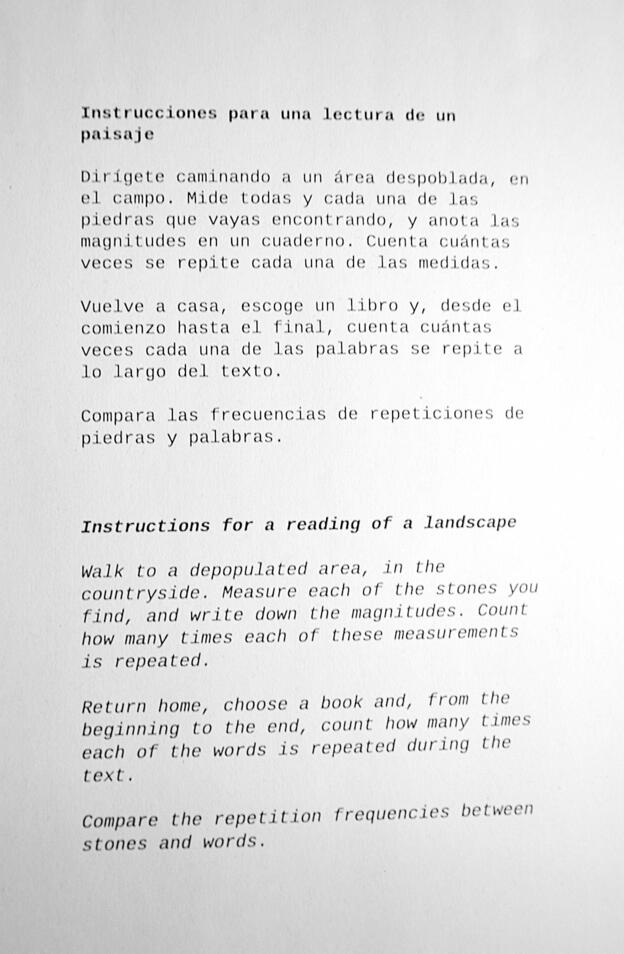 Instrucciones para una lectura de un
paisaje
Dirígete caminando a un área despoblada, en
el campo. Mide todas y cada una de las
piedras que vayas encontrando, y anota las
magnitudes en un cuaderno. Cuenta cuántas
veces se repite cada una de las medidas.
Vuelve a casa, escoge un libro y, desde el
comienzo hasta el final, cuenta cuántas
veces cada una de las palabras se repite a
lo largo del texto.
Compara las frecuencias de repeticiones de
piedras y palabras.
Instructions for a reading of a landscape
Walk to a depopulated area, in the
countryside. Measure each of the stones you
find, and write down the magnitudes. Count
how many times each of these measurements
is repeated.
Return home, choose a book and, from the
beginning to the end, count how many times
each of the words is repeated during the
text.
Compare the repetition frequencies between
stones and words.